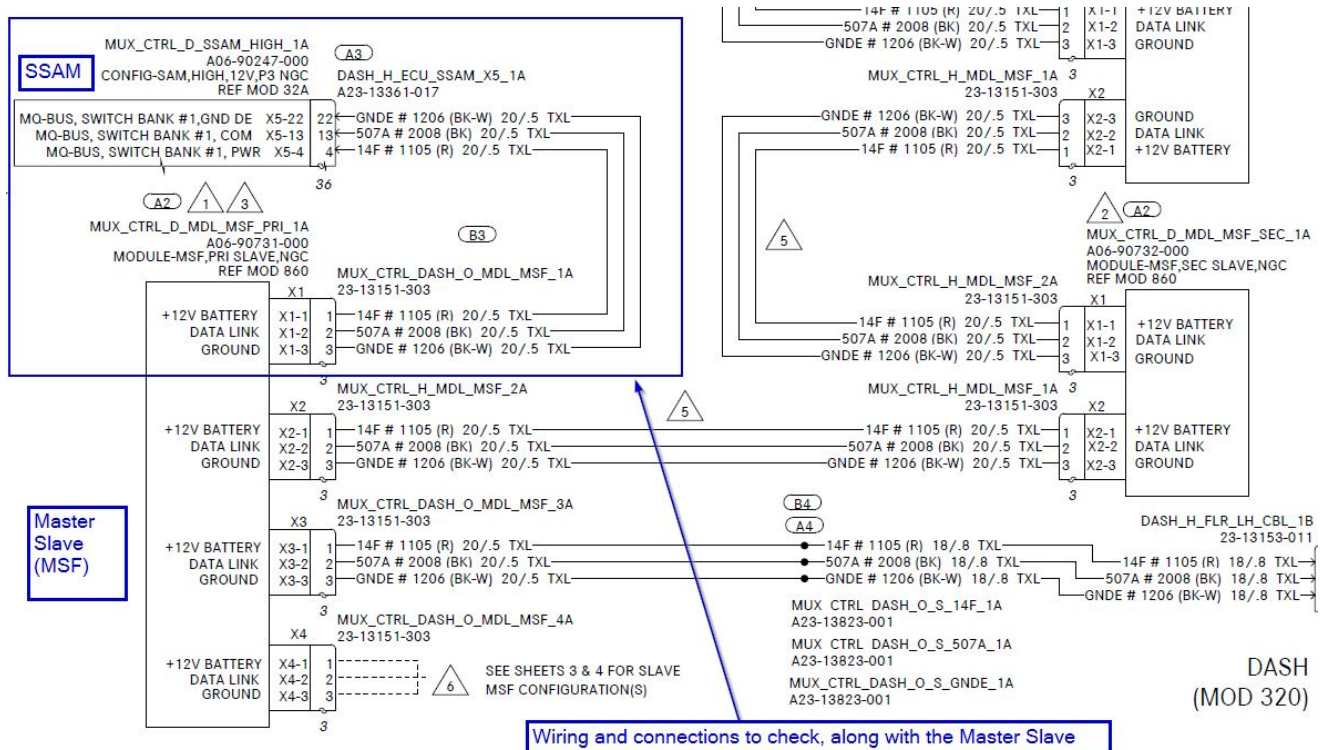 MUX_CTRL_D_SSAM_HIGH_1A
A06-90247-000
CONFIG-SAM,HIGH,12V,P3 NGC
REF MOD 32A
SSAM
A3
DASH_H_ECU_SSAM_X5_1A
A23-13361-017
MQ-BUS, SWITCH BANK #1,GND DE X5-22 22 GNDE # 1206 (BK-W) 20/.5 TXL
MQ-BUS, SWITCH BANK #1, COM X5-13 13 507A # 2008 (BK) 20/.5 TXL
MQ-BUS, SWITCH BANK #1, PWR X5-4 4 14F # 1105 (R) 20/.5 TXL
36
A2 1 3
MUX_CTRL_D_MDL_MSF_PRI_1A
A06-90731-000
MODULE-MSF,PRI SLAVE,NGC
REF MOD 860
B3
MUX_CTRL_DASH_O_MDL_MSF_1A
23-13151-303
X1
+12V BATTERY X1-1 1 14F # 1105 (R) 20/.5 TXL
DATA LINK X1-2 2 507A # 2008 (BK) 20/.5 TXL
GROUND X1-3 3 GNDE # 1206 (BK-W) 20/.5 TXL
3
MUX_CTRL_H_MDL_MSF_2A
23-13151-303
X2
5
+12V BATTERY X2-1 1 14F # 1105 (R) 20/.5 TXL
DATA LINK X2-2 2 507A # 2008 (BK) 20/.5 TXL
GROUND X2-3 3 GNDE # 1206 (BK-W) 20/.5 TXL
3
Master
Slave
(MSF)
MUX_CTRL_DASH_O_MDL_MSF_3A
23-13151-303
X3
+12V BATTERY X3-1 1 14F # 1105 (R) 20/.5 TXL
DATA LINK X3-2 2 507A # 2008 (BK) 20/.5 TXL
GROUND X3-3 3 GNDE # 1206 (BK-W) 20/.5 TXL
3
MUX_CTRL_DASH_O_MDL_MSF_4A
23-13151-303
X4
+12V BATTERY X4-1 1
DATA LINK X4-2 2
GROUND X4-3 3
3
6
SEE SHEETS 3 & 4 FOR SLAVE
MSF CONFIGURATION(S)
14F # 1105 (R) 20/.5 TXL 1 X1-1 +12V BATTERY
507A # 2008 (BK) 20/.5 TXL 2 X1-2 DATA LINK
GNDE # 1206 (BK-W) 20/.5 TXL 3 X1-3 GROUND
3
MUX_CTRL_H_MDL_MSF_1A
23-13151-303
X2
GNDE # 1206 (BK-W) 20/.5 TXL 3 X2-3 GROUND
507A # 2008 (BK) 20/.5 TXL 2 X2-2 DATA LINK
14F # 1105 (R) 20/.5 TXL 1 X2-1 +12V BATTERY
3
5
2 A2
MUX_CTRL_D_MDL_MSF_SEC_1A
A06-90732-000
MODULE-MSF,SEC SLAVE,NGC
REF MOD 860
MUX_CTRL_H_MDL_MSF_2A
23-13151-303
X1
14F # 1105 (R) 20/.5 TXL 1 X1-1 +12V BATTERY
507A # 2008 (BK) 20/.5 TXL 2 X1-2 DATA LINK
GNDE # 1206 (BK-W) 20/.5 TXL 3 X1-3 GROUND
3
MUX_CTRL_H_MDL_MSF_1A
23-13151-303
X2
14F # 1105 (R) 20/.5 TXL 1 X2-1 +12V BATTERY
507A # 2008 (BK) 20/.5 TXL 2 X2-2 DATA LINK
GNDE # 1206 (BK-W) 20/.5 TXL 3 X2-3 GROUND
3
B4
A4
DASH_H_FLR_LH_CBL_1B
23-13153-011
14F # 1105 (R) 18/.8 TXL 14F # 1105 (R) 18/.8 TXL
507A # 2008 (BK) 18/.8 TXL 507A # 2008 (BK) 18/.8 TXL
GNDE # 1206 (BK-W) 18/.8 TXL GNDE # 1206 (BK-W) 18/.8 TXL
MUX CTRL DASH_O_S_14F_1A
A23-13823-001
MUX CTRL DASH_O_S_507A_1A
A23-13823-001
MUX_CTRL_DASH_O_S_GNDE_1A
A23-13823-001
DASH
(MOD 320)
Wiring and connections to check, along with the Master Slave